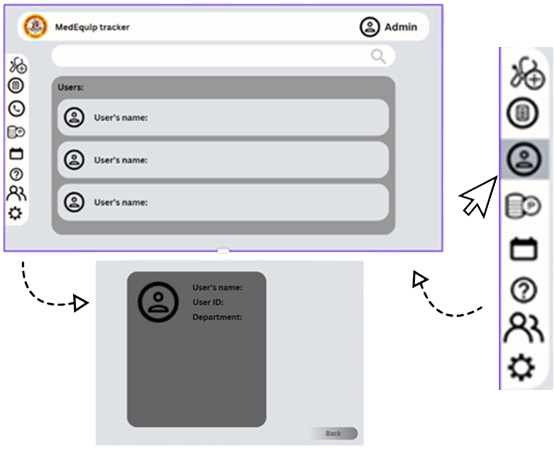 MedEquip tracker
Admin
Users:
User's name:
User's name:
User's name:
User's name:
User ID:
Department:
Back